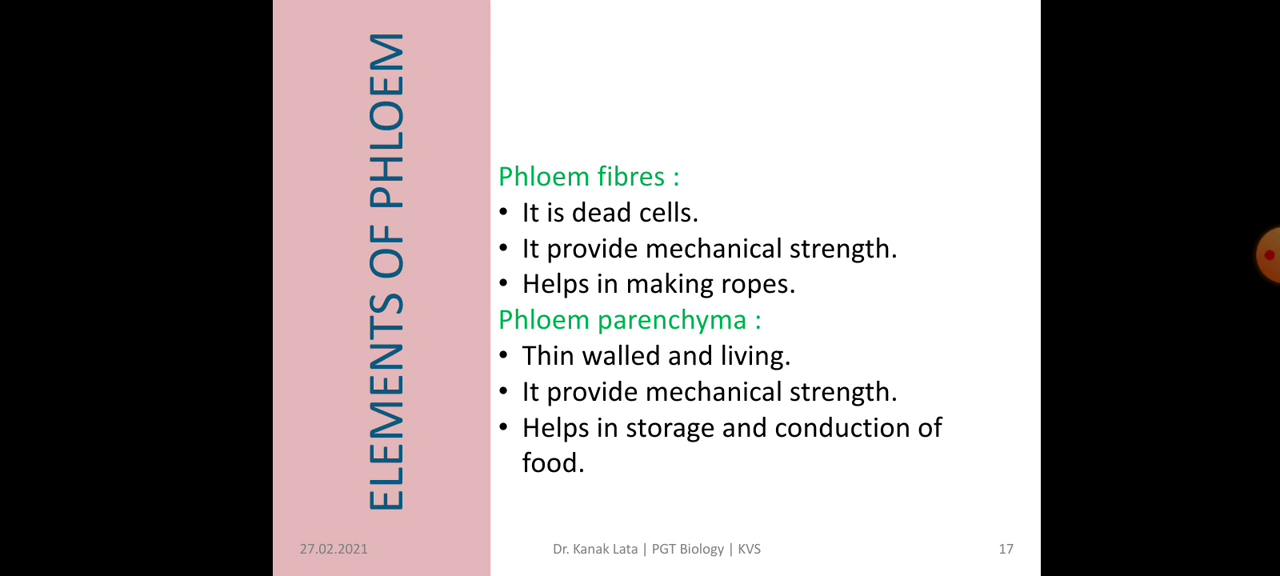 ELEMENTS OF PHLOEM
Phloem fibres :
• It is dead cells.
• It provide mechanical strength.
• Helps in making ropes.
Phloem parenchyma :
• Thin walled and living.
• It provide mechanical strength.
• Helps in storage and conduction of
food.
27.02.2021
Dr. Kanak Lata | PGT Biology | KVS
17